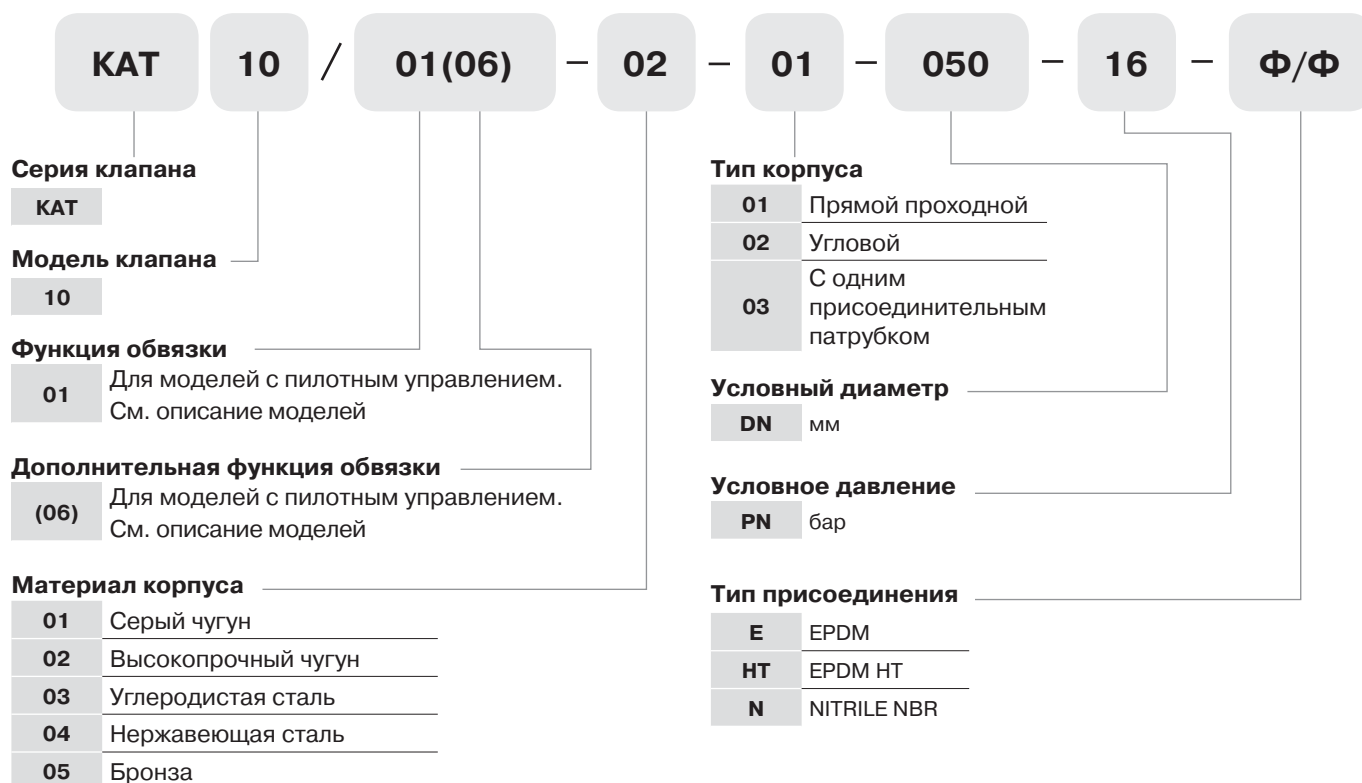 КАТ 10 / 01(06) – 02 – 01 – 050 – 16 – Ф/Ф
Серия клапана
КАТ
Модель клапана
10
Функция обвязки
01 Для моделей с пилотным управлением.
См. описание моделей
Дополнительная функция обвязки
(06) Для моделей с пилотным управлением.
См. описание моделей
Материал корпуса
01 Серый чугун
02 Высокопрочный чугун
03 Углеродистая сталь
04 Нержавеющая сталь
05 Бронза
Тип корпуса
01 Прямой проходной
02 Угловой
С одним
03 присоединительным
патрубком
Условный диаметр
DN мм
Условное давление
PN бар
Тип присоединения
E EPDM
HT EPDM HT
N NITRILE NBR